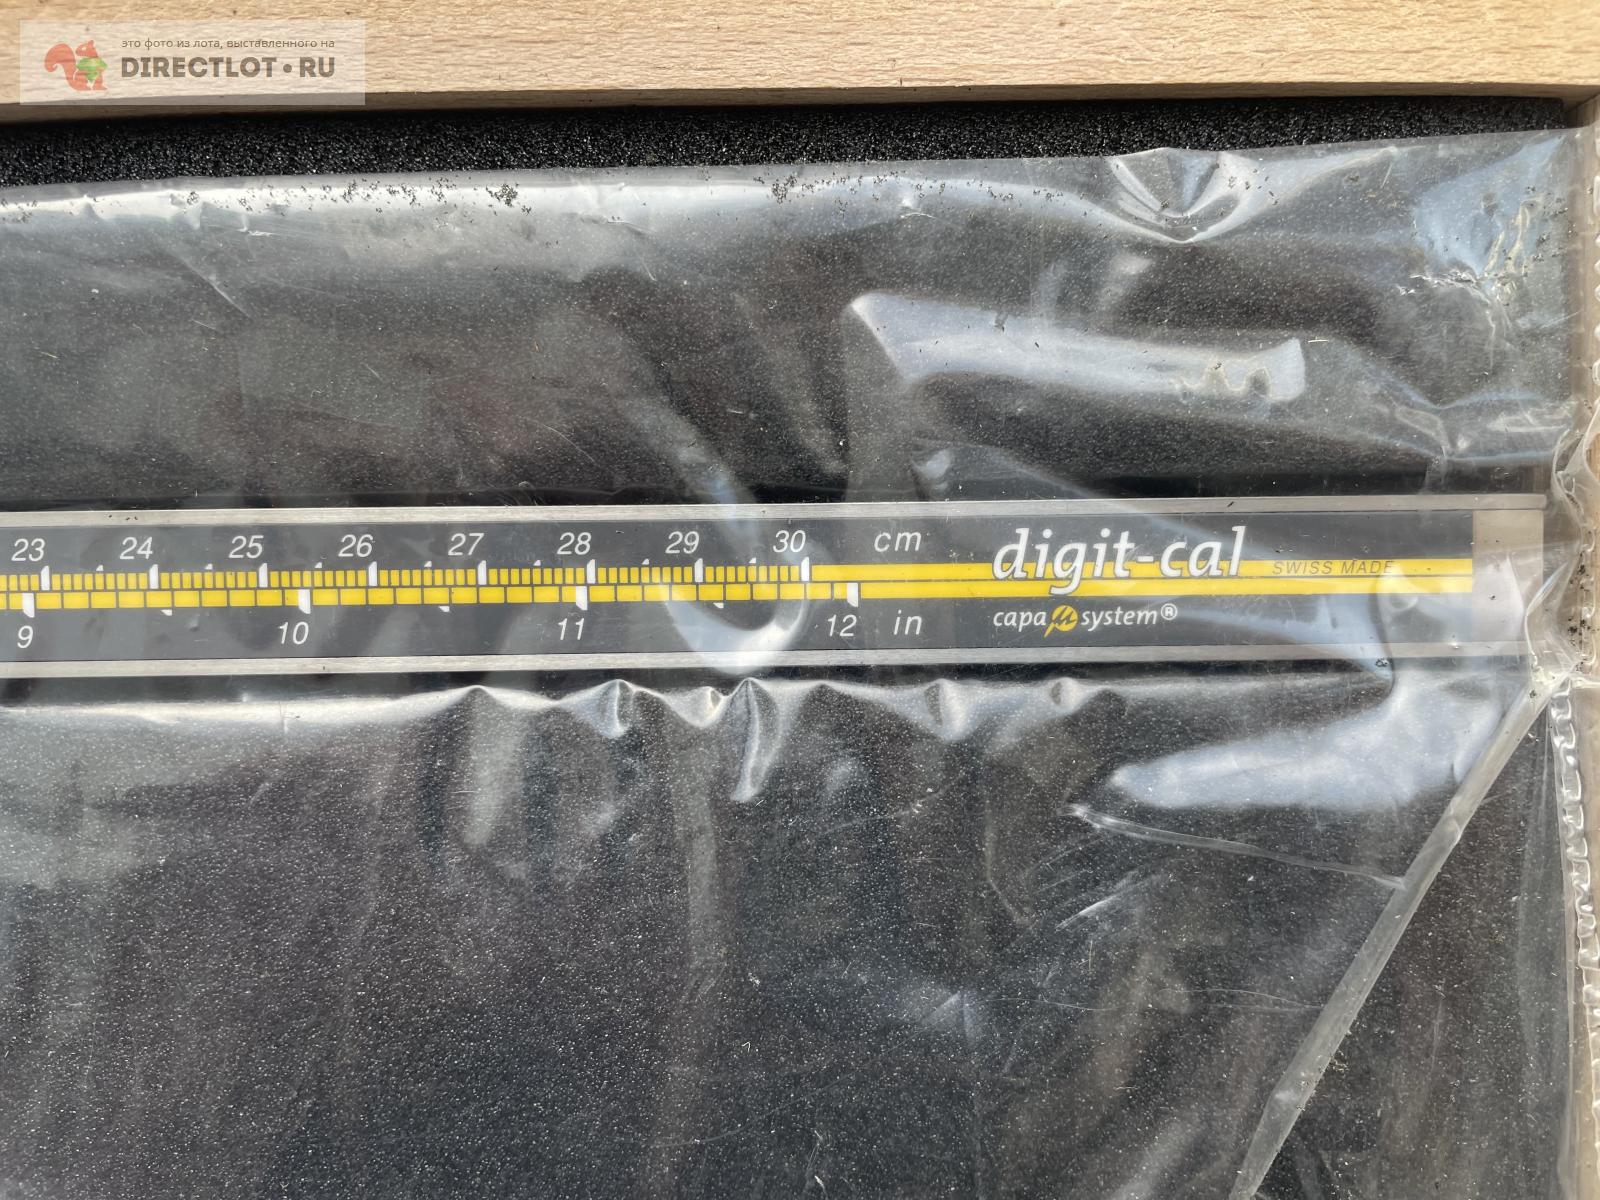 это фото из лота, выставленного на
DIRECTLOT•RU
23 24 25 26 27 28 29 30 cm
digit-cal
SWISS MADE
9 10 11 12 in
capa µ system®